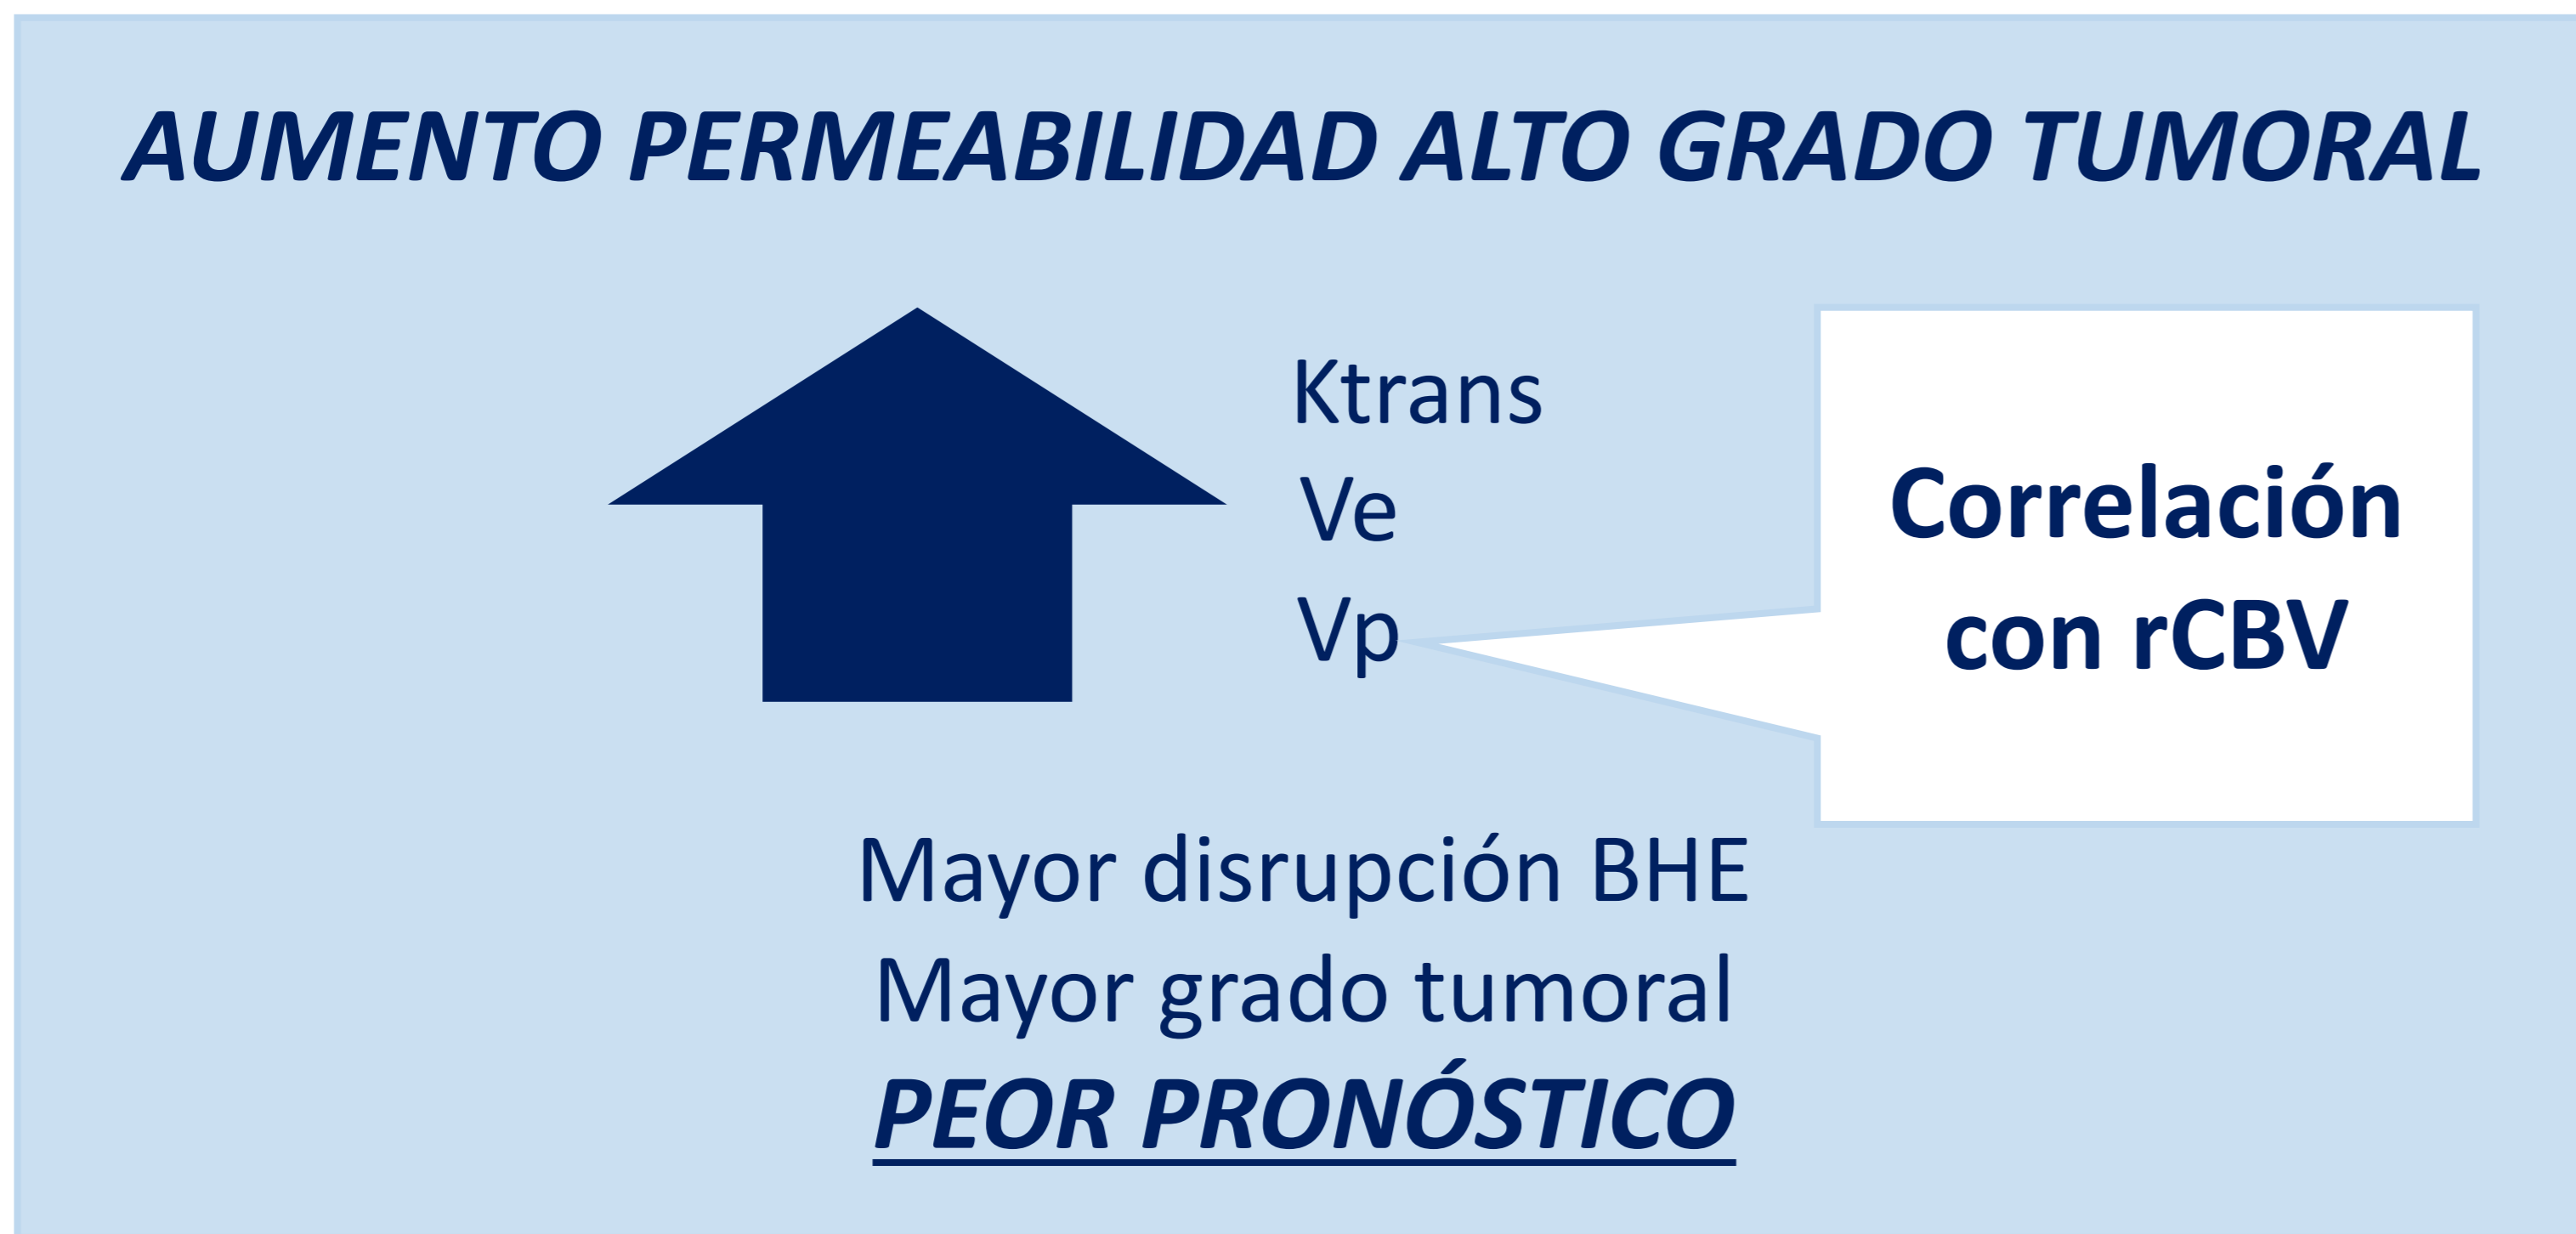 AUMENTO PERMEABILIDAD ALTO GRADO TUMORAL
Ktrans
Ve
Vp
Correlación
con rCBV
Mayor disrupción BHE
Mayor grado tumoral
PEOR PRONÓSTICO